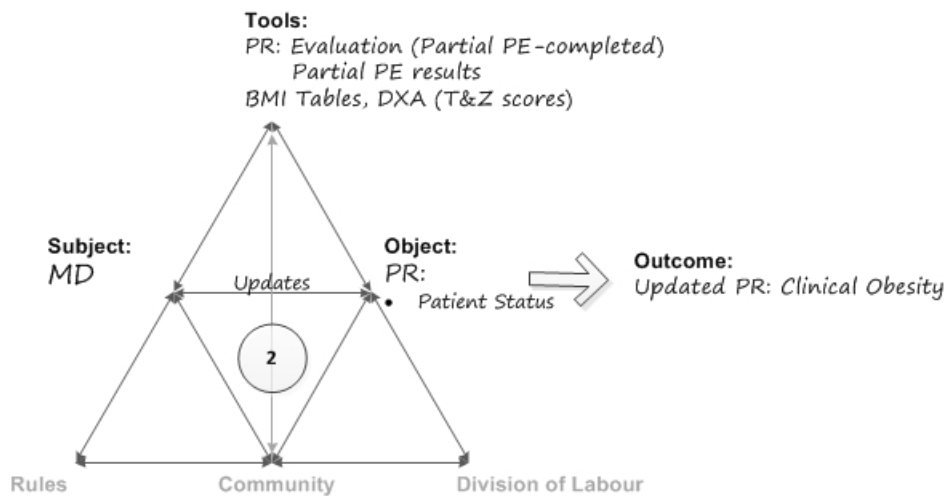 Tools:
PR: Evaluation (Partial PE-completed)
Partial PE results
BMI Tables, DXA (T&Z scores)
Subject:
MD
Updates
Object:
PR:
• Patient Status
Outcome:
Updated PR: Clinical Obesity
2
Rules
Community
Division of Labour